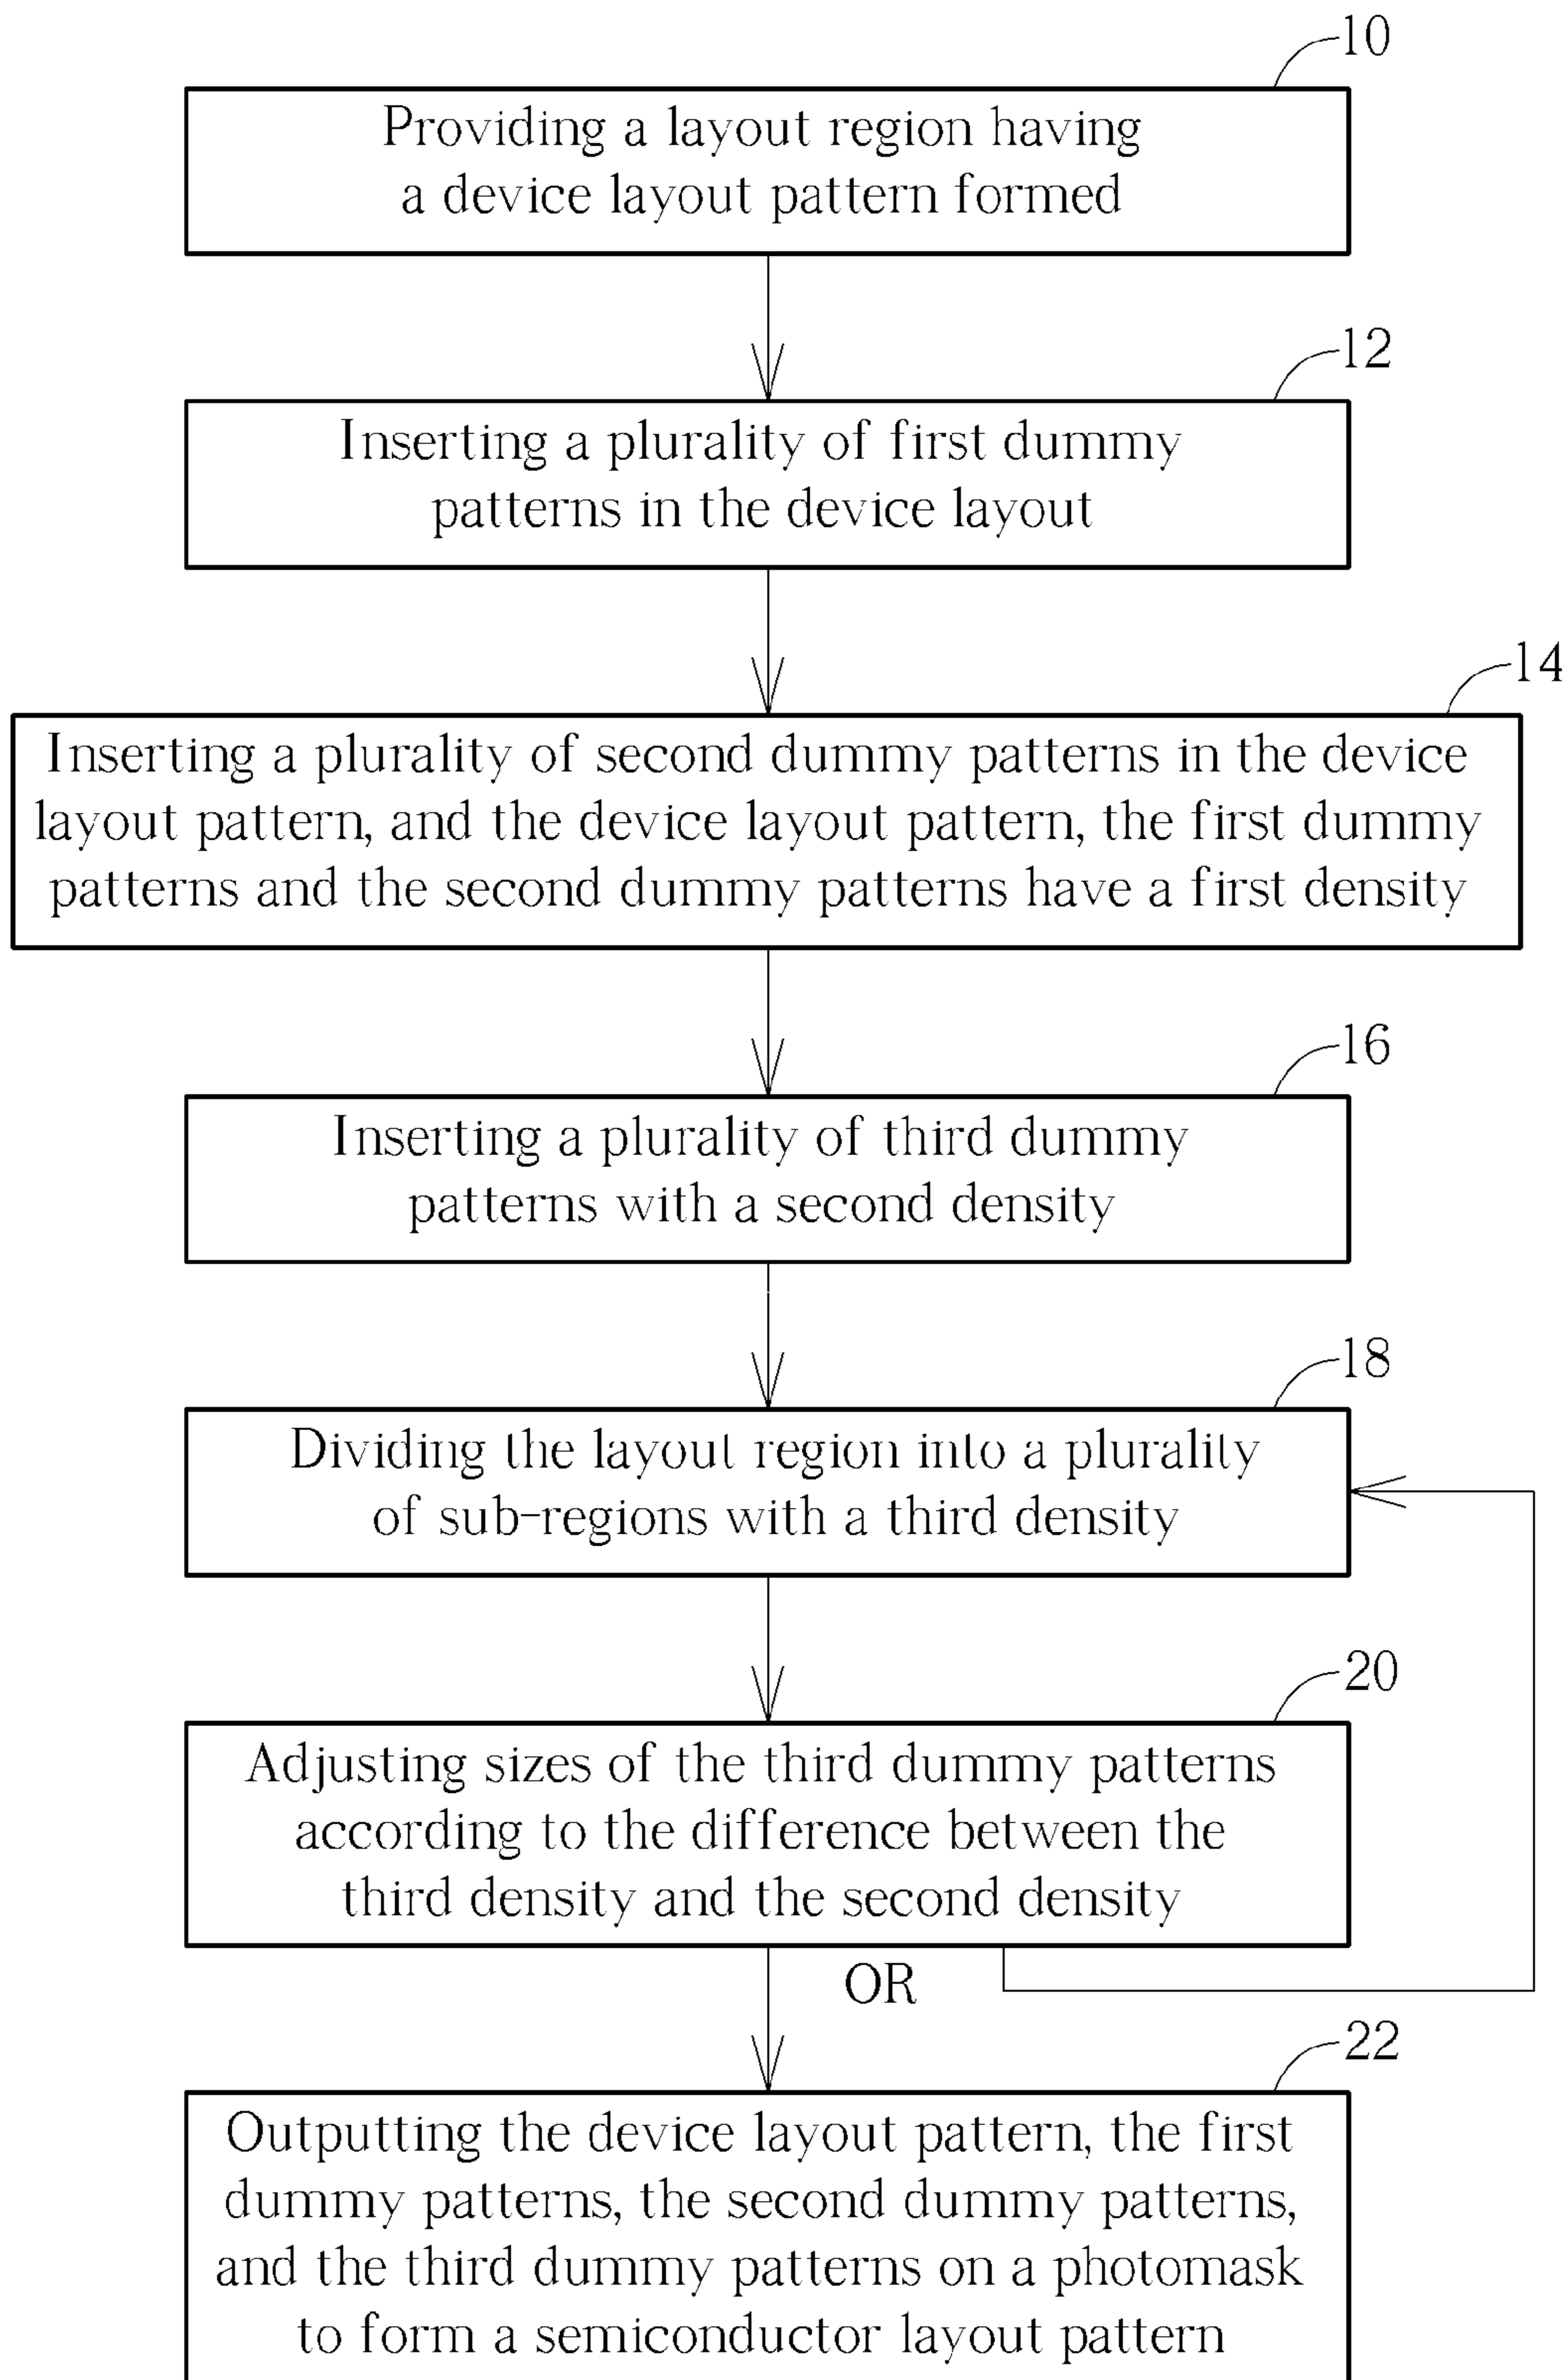 10
Providing a layout region having
a device layout pattern formed
12
Inserting a plurality of first dummy
patterns in the device layout
14
Inserting a plurality of second dummy patterns in the device
layout pattern, and the device layout pattern, the first dummy
patterns and the second dummy patterns have a first density
16
Inserting a plurality of third dummy
patterns with a second density
18
Dividing the layout region into a plurality
of sub-regions with a third density
20
Adjusting sizes of the third dummy patterns
according to the difference between the
third density and the second density
OR
22
Outputting the device layout pattern, the first
dummy patterns, the second dummy patterns,
and the third dummy patterns on a photomask
to form a semiconductor layout pattern